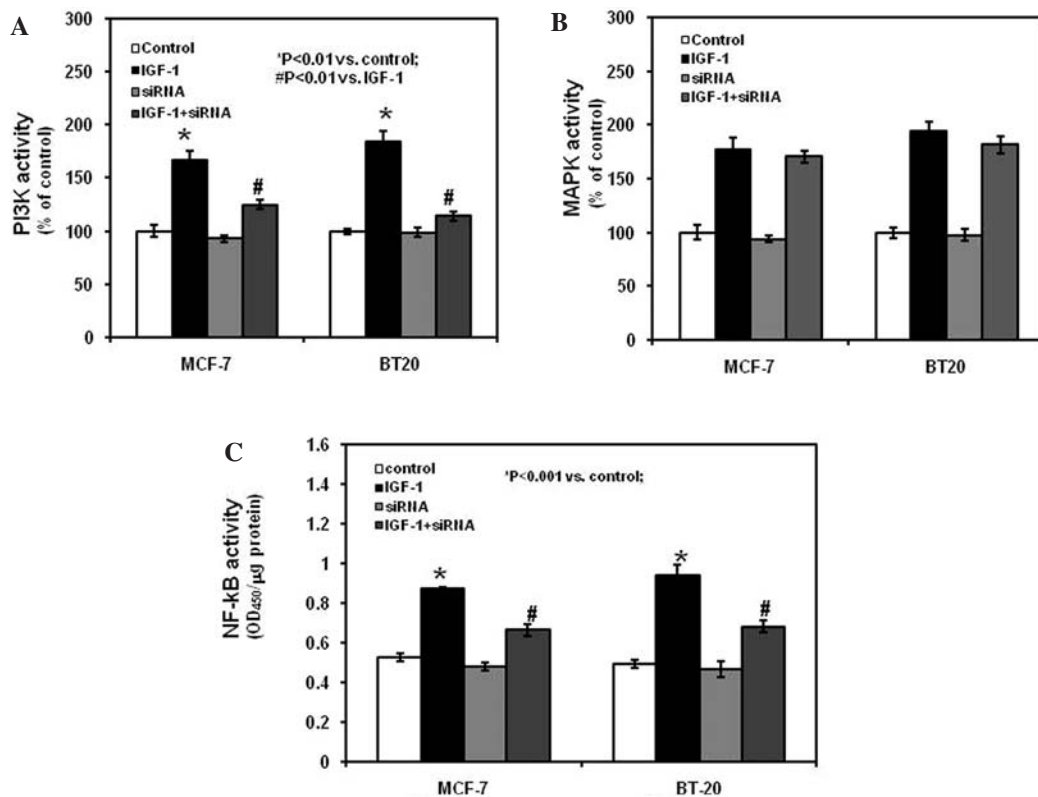 A
PI3K activity
(% of control)
300
250
200
150
100
50
0
Control
IGF-1
siRNA
IGF-1+siRNA
*P<0.01 vs. control;
#P<0.01 vs. IGF-1
*
#
*
#
MCF-7
BT20
B
MAPK activity
(% of control)
300
250
200
150
100
50
0
Control
IGF-1
siRNA
IGF-1+siRNA
MCF-7
BT20
C
NF-kB activity
(OD450/µg protein)
1.6
1.4
1.2
1
0.8
0.6
0.4
0.2
0
control
IGF-1
siRNA
IGF-1+siRNA
*P<0.001 vs. control;
*
#
*
#
MCF-7
BT-20